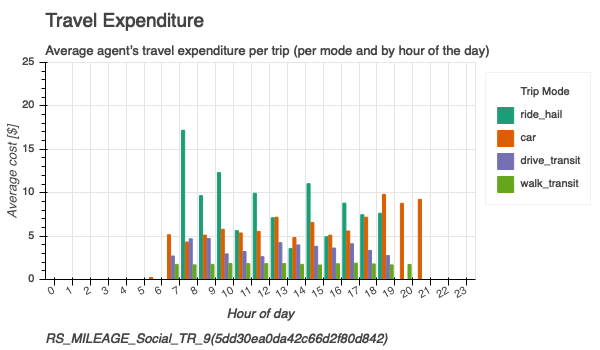 Travel Expenditure
Average agent's travel expenditure per trip (per mode and by hour of the day)
25
20
15
10
5
0
Average cost [$]
Trip Mode
ride_hail
car
drive_transit
walk_transit
0 1 2 3 4 5 6 7 8 9 10 11 12 13 14 15 16 17 18 19 20 21 22 23
Hour of day
RS_MILEAGE_Social_TR_9(5dd30ea0da42c66d2f80d842)